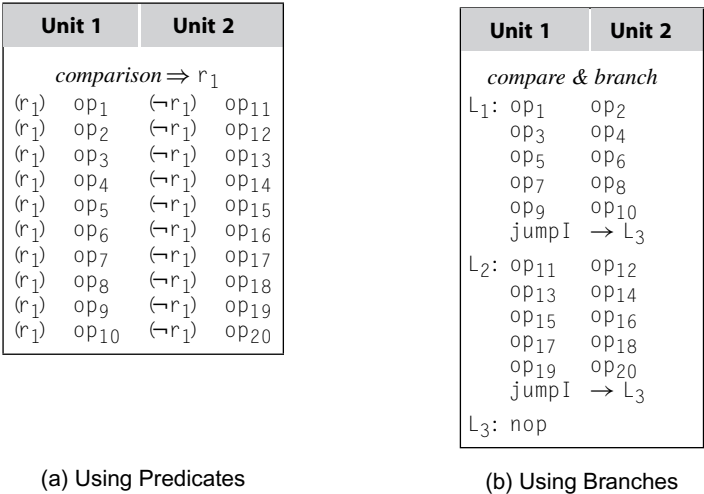 Unit 1 Unit 2
comparison ⇒ r1
(r1) op1 (¬r1) op11
(r1) op2 (¬r1) op12
(r1) op3 (¬r1) op13
(r1) op4 (¬r1) op14
(r1) op5 (¬r1) op15
(r1) op6 (¬r1) op16
(r1) op7 (¬r1) op17
(r1) op8 (¬r1) op18
(r1) op9 (¬r1) op19
(r1) op10 (¬r1) op20
(a) Using Predicates
Unit 1 Unit 2
compare & branch
L1: op1 op2
op3 op4
op5 op6
op7 op8
op9 op10
jumpI → L3
L2: op11 op12
op13 op14
op15 op16
op17 op18
op19 op20
jumpI → L3
L3: nop
(b) Using Branches